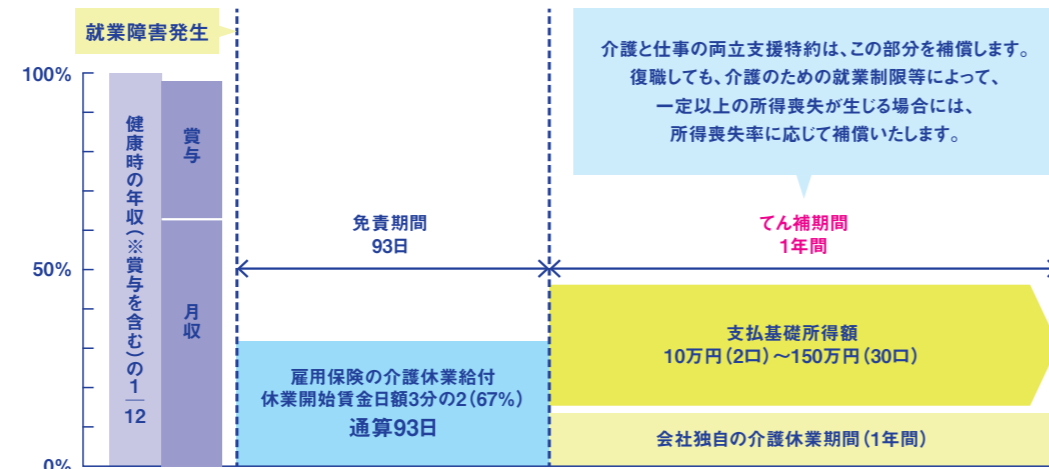 就業障害発生
介護と仕事の両立支援特約は、この部分を補償します。
復職しても、介護のための就業制限等によって、
一定以上の所得喪失が生じる場合には、
所得喪失率に応じて補償いたします。
100%
50%
0%
健康時の年収(※賞与を含む)の1/12
賞与
月収
免責期間
93日
てん補期間
1年間
雇用保険の介護休業給付
休業開始賃金日額3分の2(67%)
通算93日
支払基礎所得額
10万円(2口)～150万円(30口)
会社独自の介護休業期間(1年間)